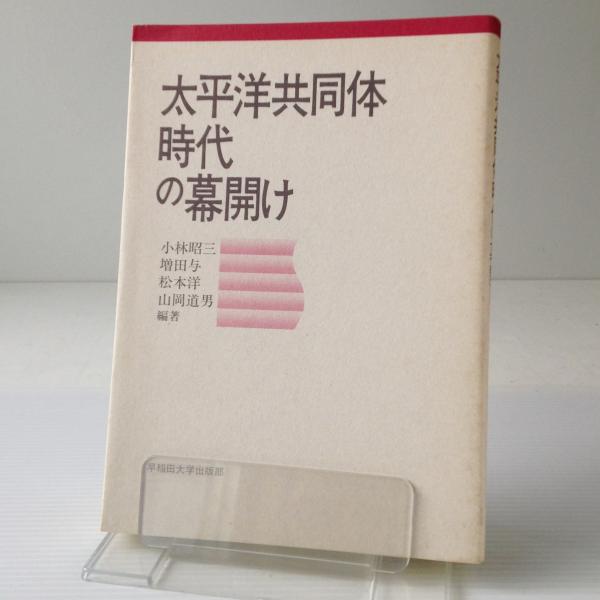 太平洋共同体
時代
の幕開け
小林昭三
増田与
松本洋
山岡道男
編著
早稲田大学出版部